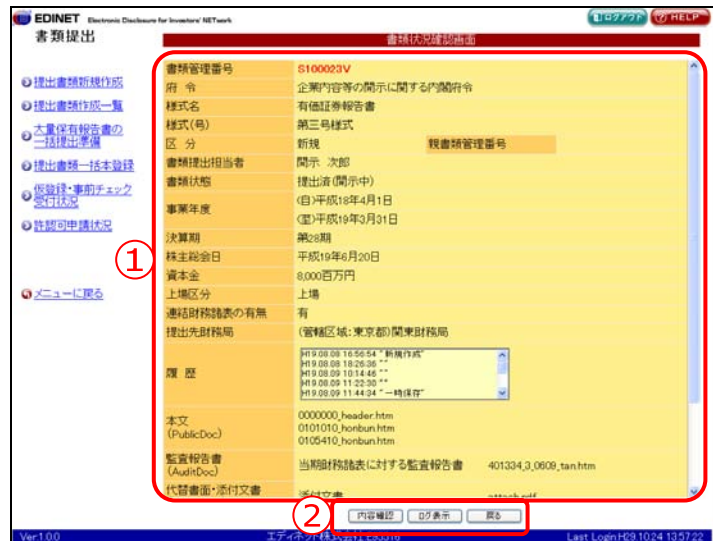 EDINET Electronic Disclosure for Investors' NETwork
ログアウト
HELP
書類提出
書類状況確認画面
提出書類新規作成
提出書類作成一覧
大量保有報告書の
一括提出準備
提出書類一括本登録
仮登録・事前チェック
受付状況
許認可申請状況
メニューに戻る
①
書類管理番号 S100023V
府 令 企業内容等の開示に関する内閣府令
様式名 有価証券報告書
様式(号) 第三号様式
区 分 新規 親書類管理番号
書類提出担当者 開示 次郎
書類状態 提出済(開示中)
事業年度 (自)平成18年4月1日
(至)平成19年3月31日
決算期 第28期
株主総会日 平成19年6月20日
資本金 8,000百万円
上場区分 上場
連結財務諸表の有無 有
提出先財務局 (管轄区域:東京都)関東財務局
履 歴
H19.08.08 16:56:54 "新規作成"
H19.08.08 18:26:36 ""
H19.08.09 10:14:46 ""
H19.08.09 11:22:30 ""
H19.08.09 11:44:34 "一時保存"
本文
(PublicDoc)
0000000_header.htm
0101010_honbun.htm
0105410_honbun.htm
監査報告書
(AuditDoc)
当期財務諸表に対する監査報告書 401334_3_0609_tan.htm
代替書面・添付文書 添付文書
②
内容確認 ログ表示 戻る
Ver1.0.0
Last Login:H29.10.24 13:57:22